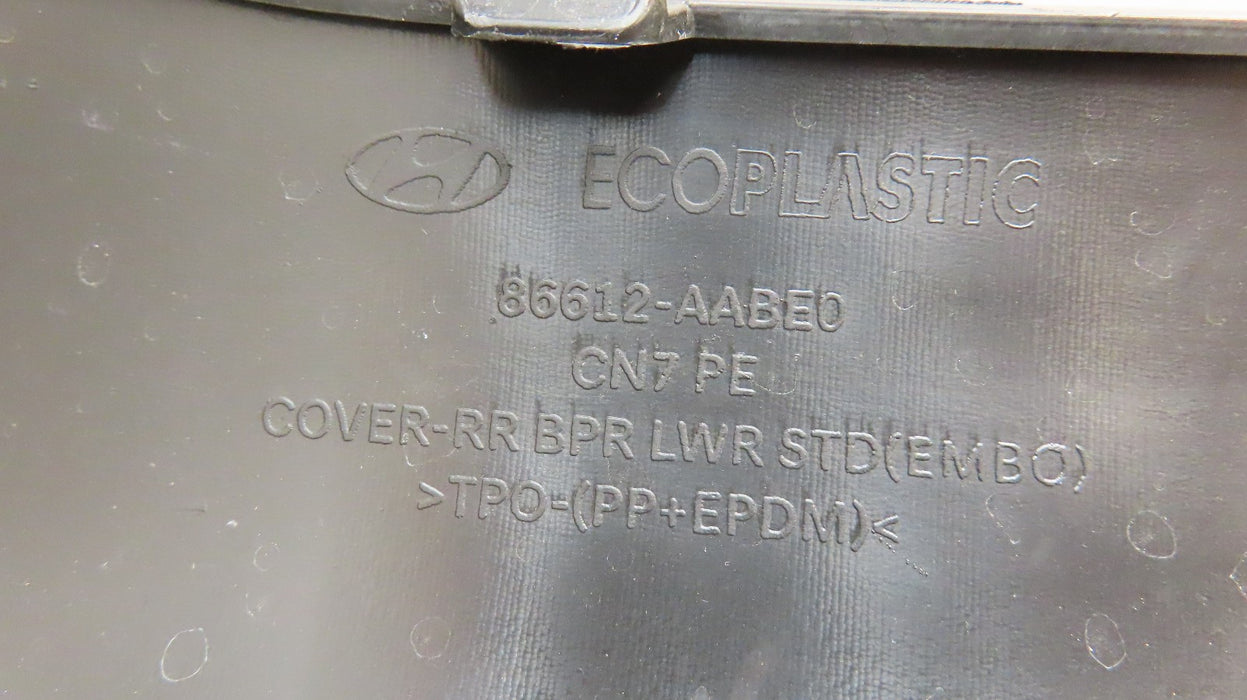 ECOPLASTIC
86612-AABE0
CN7 PE
COVER-RR BPR LWR STD(EMBO)
>TPO-(PP+EPDM)<